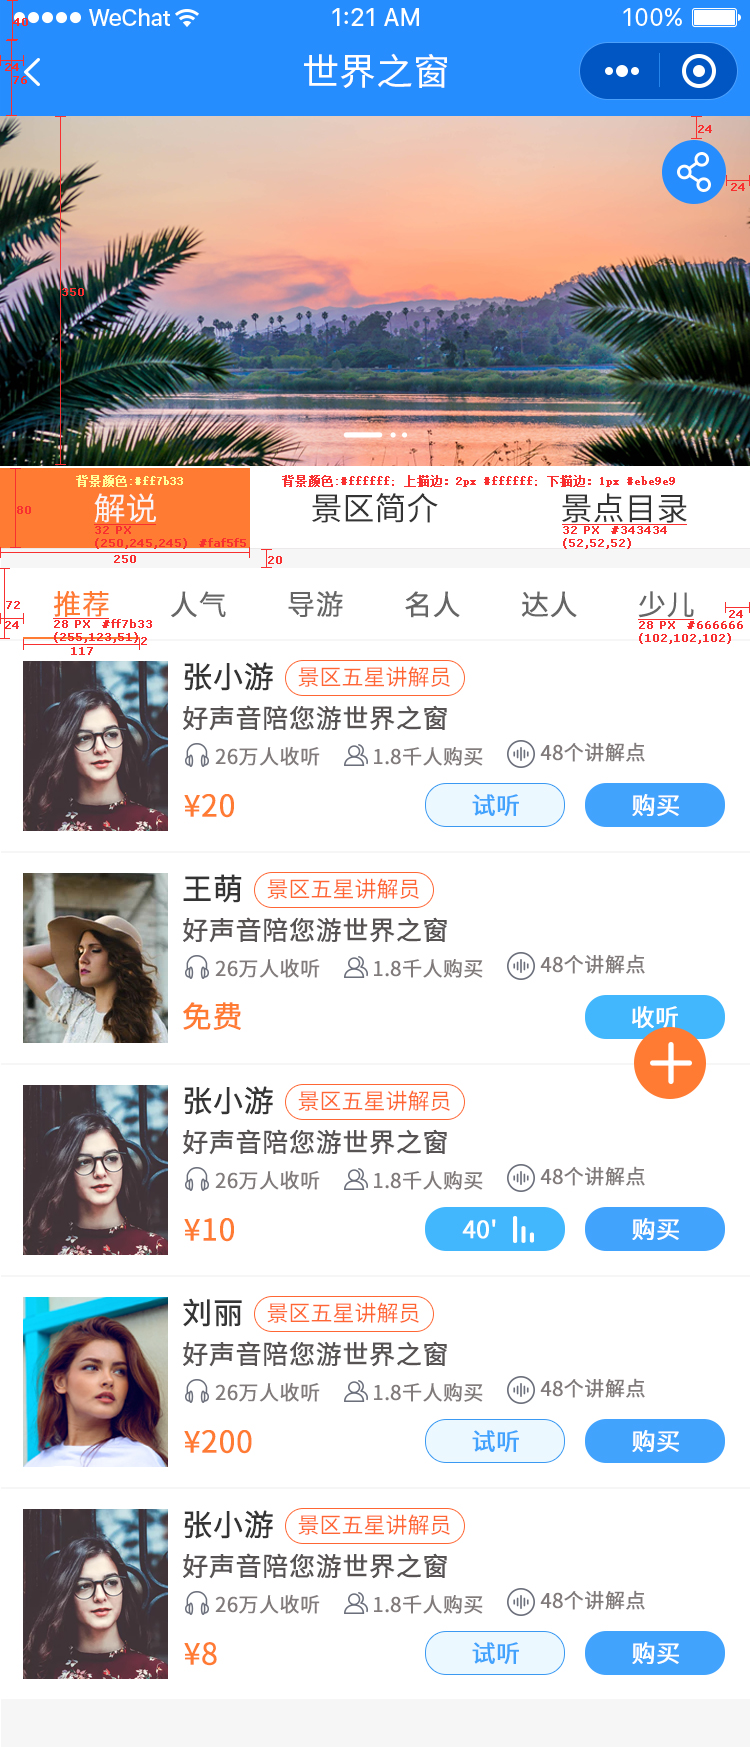 WeChat 1:21 AM 100%
48
24
76
世界之窗
24
24
350
背景颜色:#ff7b33
背景颜色:#ffffff; 上描边: 2px #ffffff; 下描边: 1px #ebe9e9
解说 景区简介 景点目录
80
32 PX
(250,245,245) #faf5f5
32 PX #343434
(52,52,52)
250
20
72
推荐 人气 导游 名人 达人 少儿
24
24
28 PX #ff7b33
(255,123,51)
2
117
28 PX #666666
(102,102,102)
张小游 景区五星讲解员
好声音陪您游世界之窗
26万人收听 1.8千人购买 48个讲解点
¥20 试听 购买
王萌 景区五星讲解员
好声音陪您游世界之窗
26万人收听 1.8千人购买 48个讲解点
免费 收听
张小游 景区五星讲解员
好声音陪您游世界之窗
26万人收听 1.8千人购买 48个讲解点
¥10 40' 购买
刘丽 景区五星讲解员
好声音陪您游世界之窗
26万人收听 1.8千人购买 48个讲解点
¥200 试听 购买
张小游 景区五星讲解员
好声音陪您游世界之窗
26万人收听 1.8千人购买 48个讲解点
¥8 试听 购买